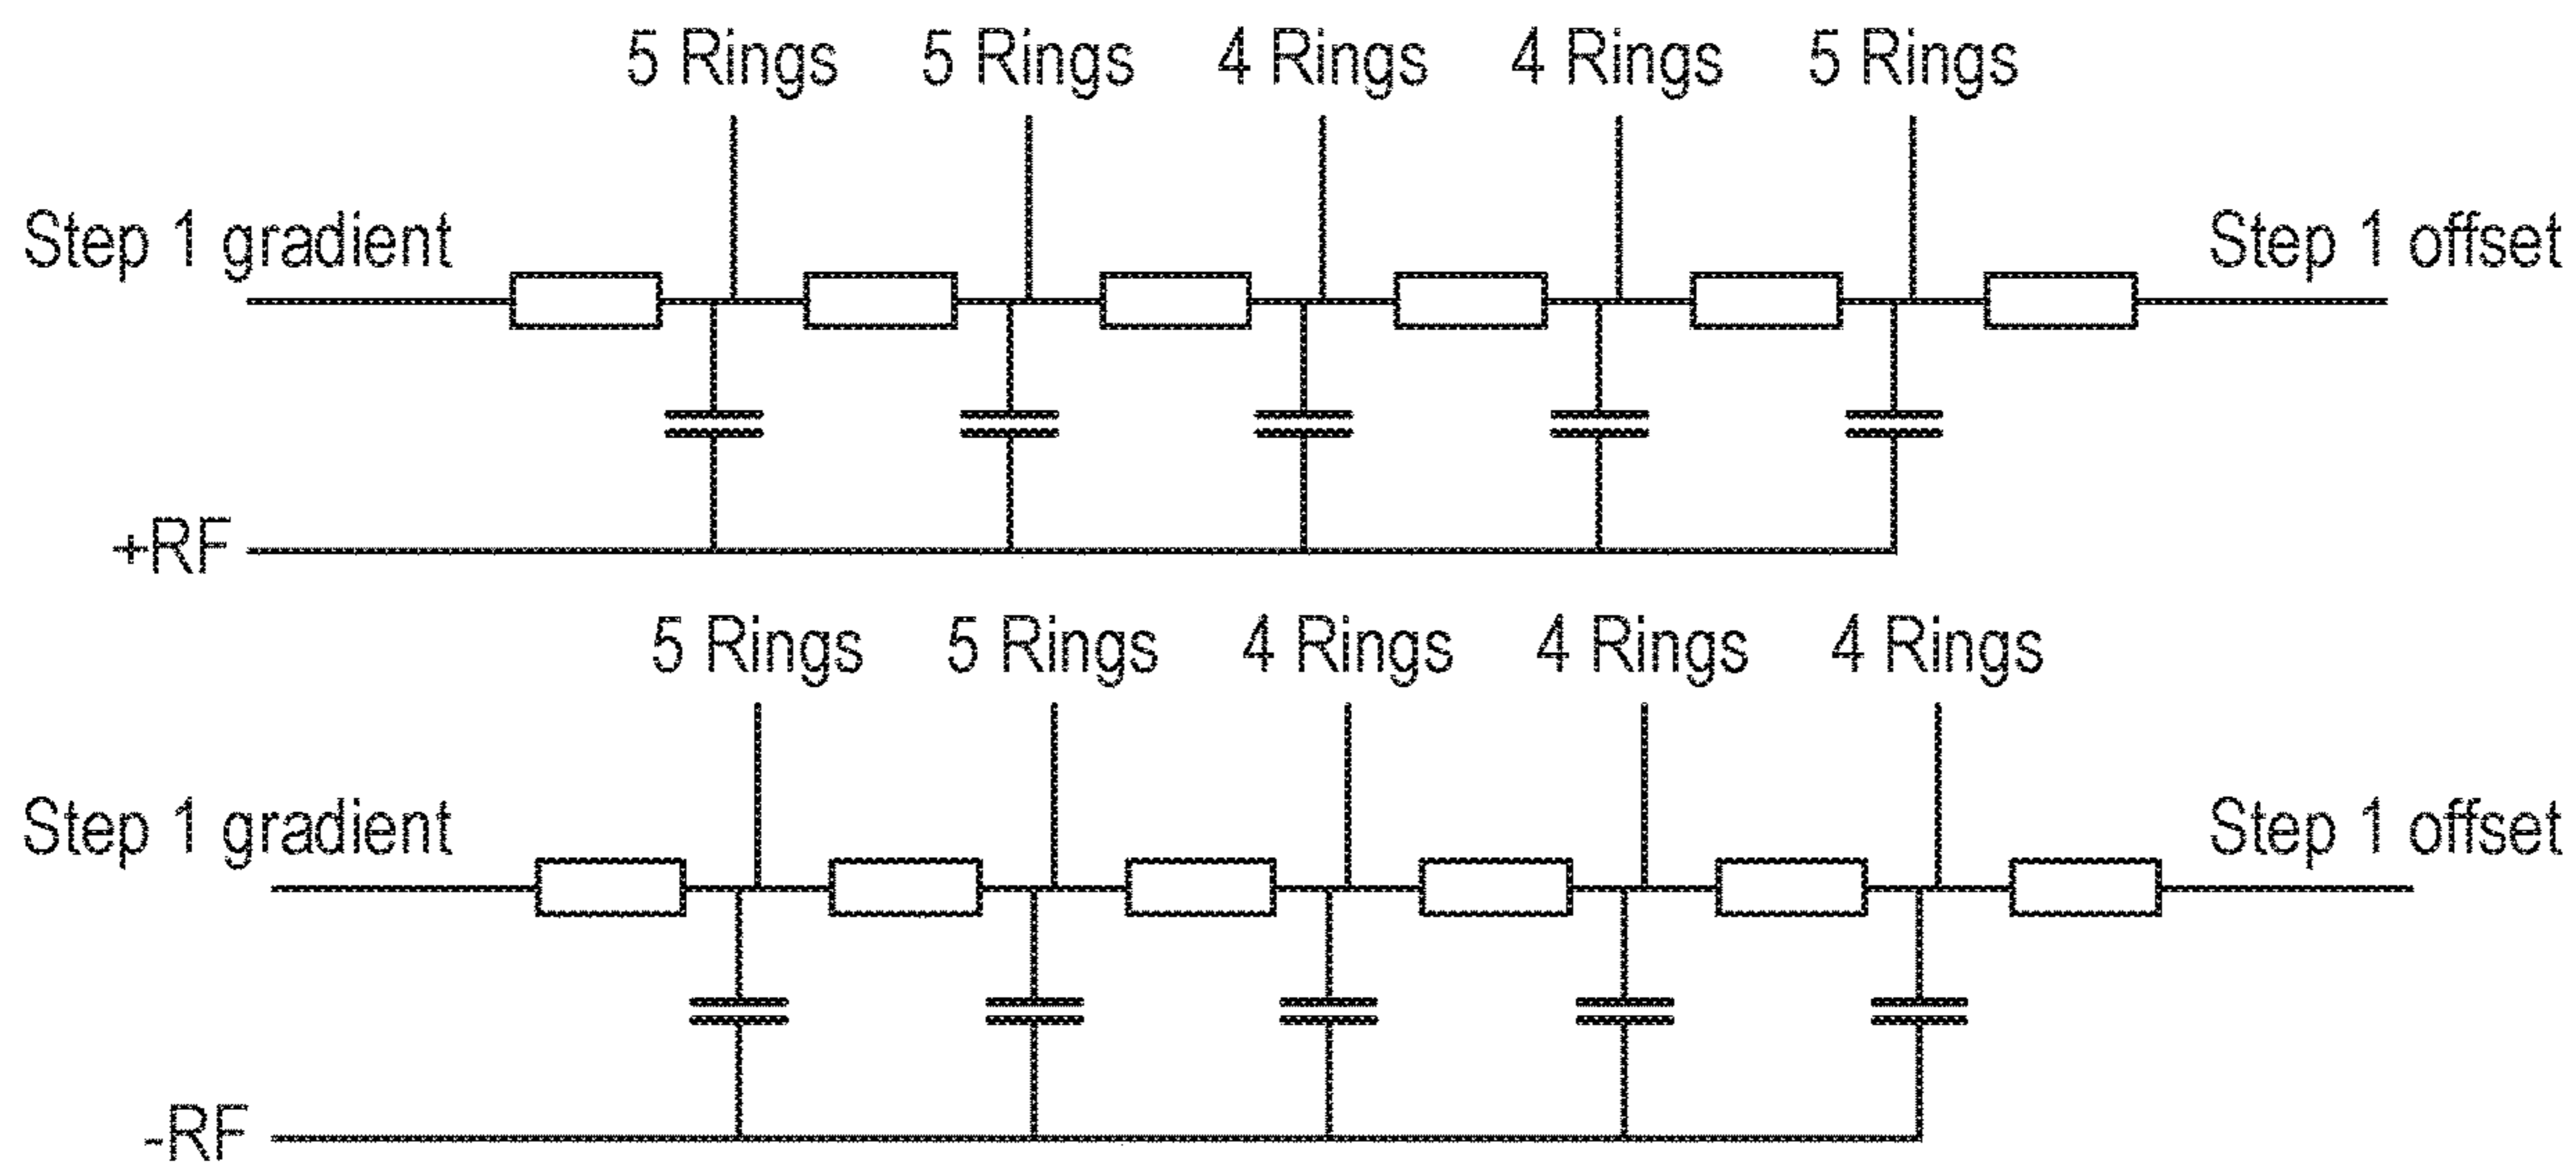 5 Rings 5 Rings 4 Rings 4 Rings 5 Rings
Step 1 gradient Step 1 offset
+RF
5 Rings 5 Rings 4 Rings 4 Rings 4 Rings
Step 1 gradient Step 1 offset
-RF